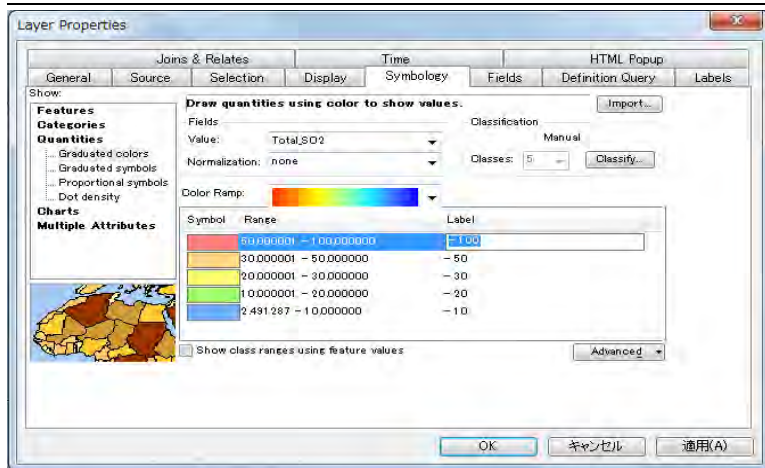 Layer Properties
Joins & Relates Time HTML Popup
General Source Selection Display Symbology Fields Definition Query Labels
Show:
Features
Categories
Quantities
Graduated colors
Graduated symbols
Proportional symbols
Dot density
Charts
Multiple Attributes
Draw quantities using color to show values.
Import...
Fields
Value: Total_SO2
Normalization: none
Classification
Manual
Classes: 5 Classify...
Color Ramp:
Symbol Range Label
50.000001 - 100.000000 - 100
30.000001 - 50.000000 - 50
20.000001 - 30.000000 - 30
10.000001 - 20.000000 - 20
2.491287 - 10.000000 - 10
Show class ranges using feature values
Advanced
OK キャンセル 適用(A)